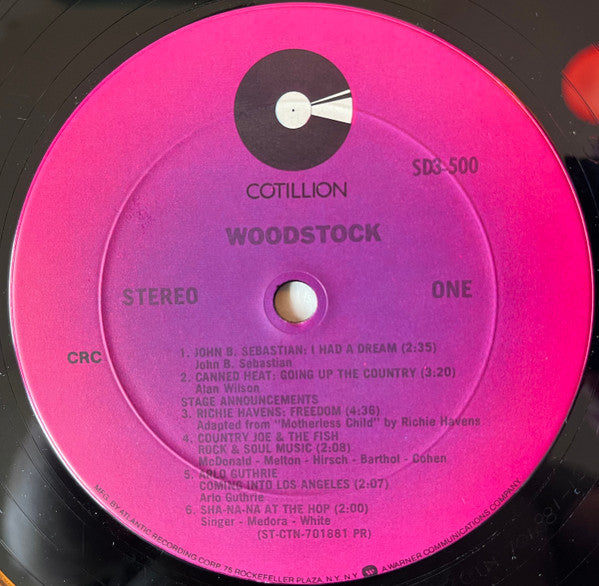 COTILLION
SD3-500
WOODSTOCK
STEREO
ONE
CRC
1. JOHN B. SEBASTIAN: I HAD A DREAM (2:35)
John B. Sebastian
2. CANNED HEAT: GOING UP THE COUNTRY (3:20)
Alan Wilson
STAGE ANNOUNCEMENTS
3. RICHIE HAVENS: FREEDOM (4:36)
Adapted from "Motherless Child" by Richie Havens
4. COUNTRY JOE & THE FISH
ROCK & SOUL MUSIC (2:08)
McDonald - Melton - Hirsch - Barthol - Cohen
5. ARLO GUTHRIE
COMING INTO LOS ANGELES (2:07)
Arlo Guthrie
6. SHA-NA-NA AT THE HOP (2:00)
Singer - Medora - White
(ST-CTN-701881 PR)
MFG. BY ATLANTIC RECORDING CORP. 75 ROCKEFELLER PLAZA, N.Y. N.Y. A WARNER COMMUNICATIONS COMPANY